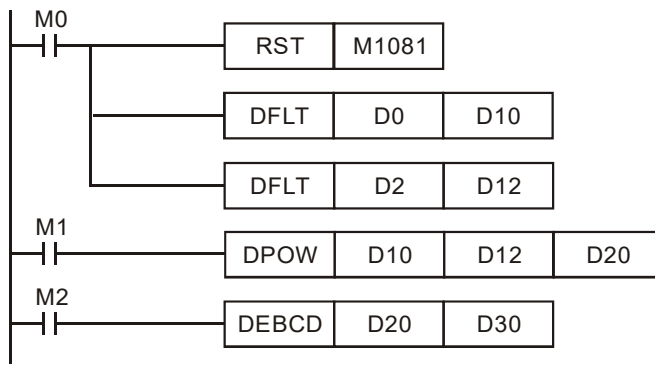 M0
RST M1081
DFLT D0 D10
DFLT D2 D12
M1
DPOW D10 D12 D20
M2
DEBCD D20 D30